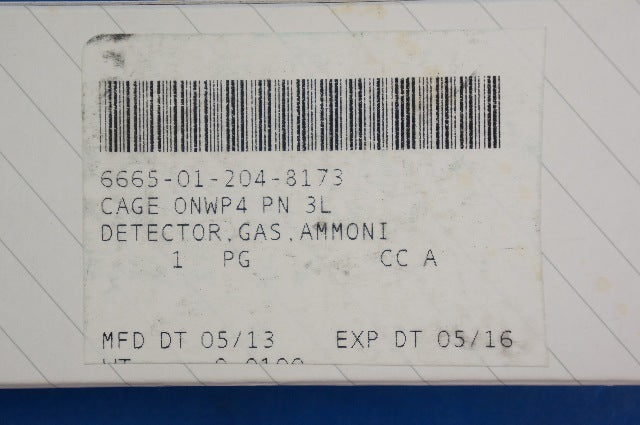 6665-01-204-8173
CAGE ONWP4 PN 3L
DETECTOR,GAS,AMMONI
1 PG CC A
MFD DT 05/13 EXP DT 05/16